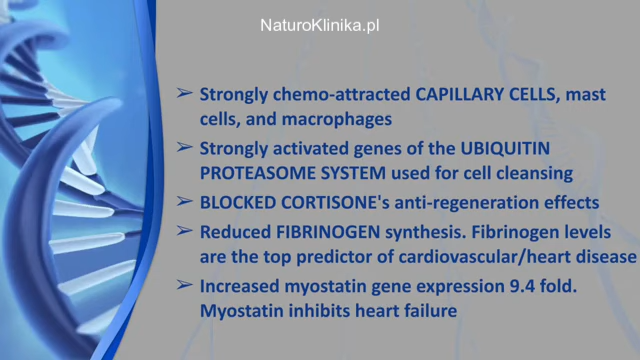 NaturoKlinika.pl
➢ Strongly chemo-attracted CAPILLARY CELLS, mast
cells, and macrophages
➢ Strongly activated genes of the UBIQUITIN
PROTEASOME SYSTEM used for cell cleansing
➢ BLOCKED CORTISONE's anti-regeneration effects
➢ Reduced FIBRINOGEN synthesis. Fibrinogen levels
are the top predictor of cardiovascular/heart disease
➢ Increased myostatin gene expression 9.4 fold.
Myostatin inhibits heart failure